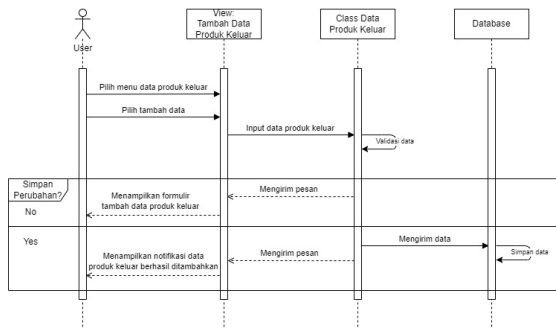 User
View:
Tambah Data
Produk Keluar
Class Data
Produk Keluar
Database
Pilih menu data produk keluar
Pilih tambah data
Input data produk keluar
Validasi data
Simpan
Perubahan?
No
Mengirim pesan
Menampilkan formulir
tambah data produk keluar
Yes
Mengirim data
Simpan data
Mengirim pesan
Menampilkan notifikasi data
produk keluar berhasil ditambahkan